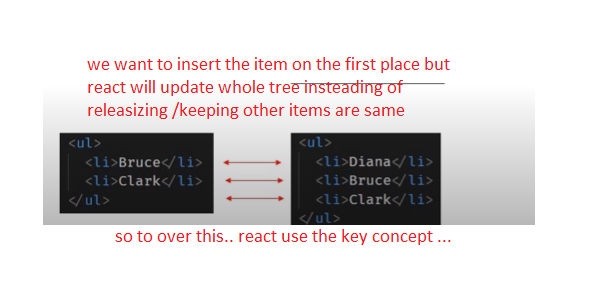 we want to insert the item on the first place but
react will update whole tree insteading of
releasizing /keeping other items are same
<ul>
<li>Bruce</li>
<li>Clark</li>
</ul>
<ul>
<li>Diana</li>
<li>Bruce</li>
<li>Clark</li>
</ul>
so to over this.. react use the key concept ...